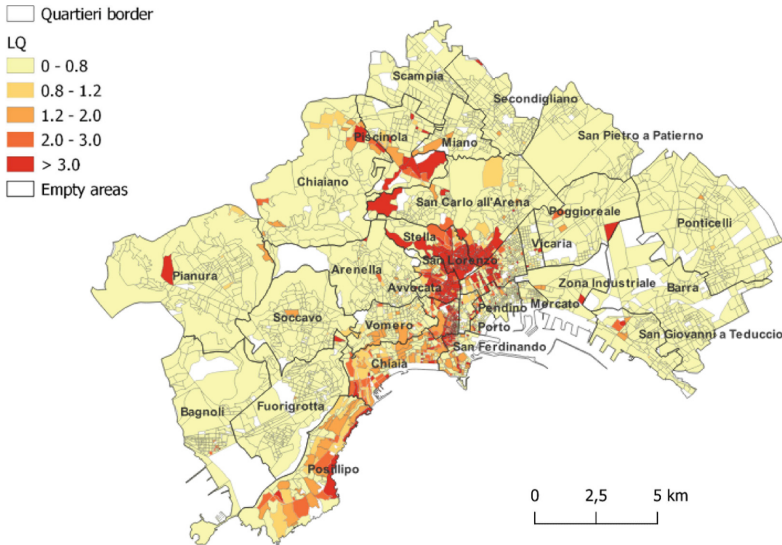 Quartieri border
LQ
0 - 0.8
0.8 - 1.2
1.2 - 2.0
2.0 - 3.0
> 3.0
Empty areas
Scampia
Secondigliano
San Pietro a Patierno
Piscinola
Miano
Chiaiano
San Carlo all'Arena
Poggioreale
Ponticelli
Stella
Vicaria
Pianura
Arenella
San Lorenzo
Zona Industriale
Barra
Avvocata
Soccavo
Pendino
Mercato
Vomero
Porto
San Giovanni a Teduccio
San Ferdinando
Chiaia
Bagnoli
Fuorigrotta
Posillipo
0 2,5 5 km